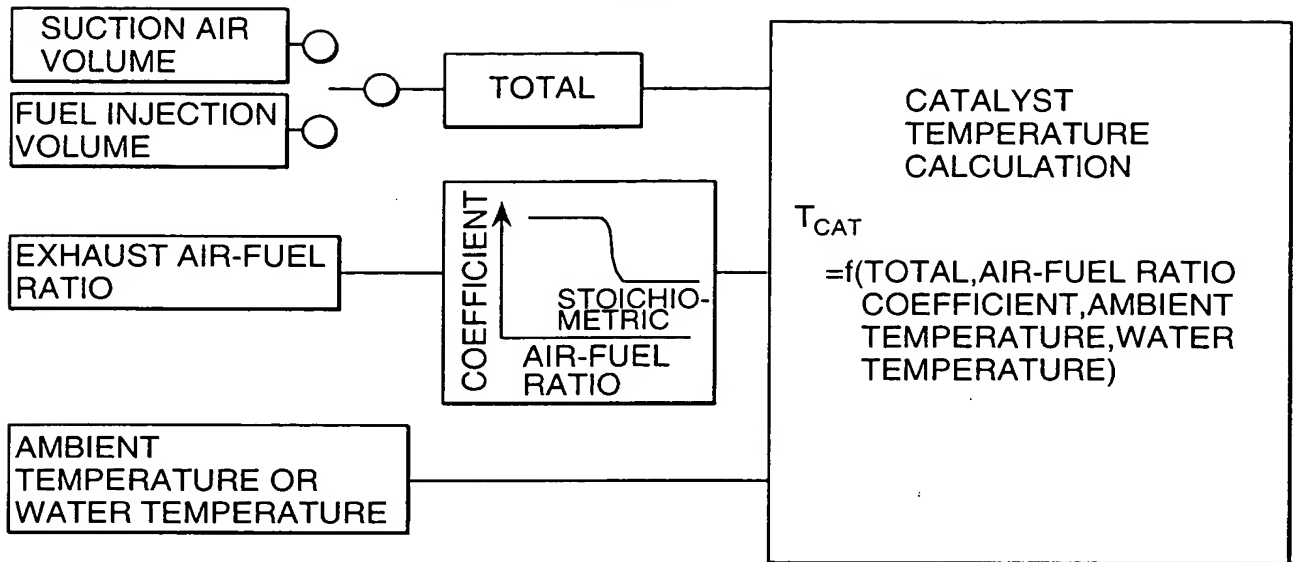 SUCTION AIR
VOLUME
FUEL INJECTION
VOLUME
TOTAL
EXHAUST AIR-FUEL
RATIO
COEFFICIENT
STOICHIO-
METRIC
AIR-FUEL
RATIO
AMBIENT
TEMPERATURE OR
WATER TEMPERATURE
CATALYST
TEMPERATURE
CALCULATION
TCAT
=f(TOTAL,AIR-FUEL RATIO
COEFFICIENT,AMBIENT
TEMPERATURE,WATER
TEMPERATURE)